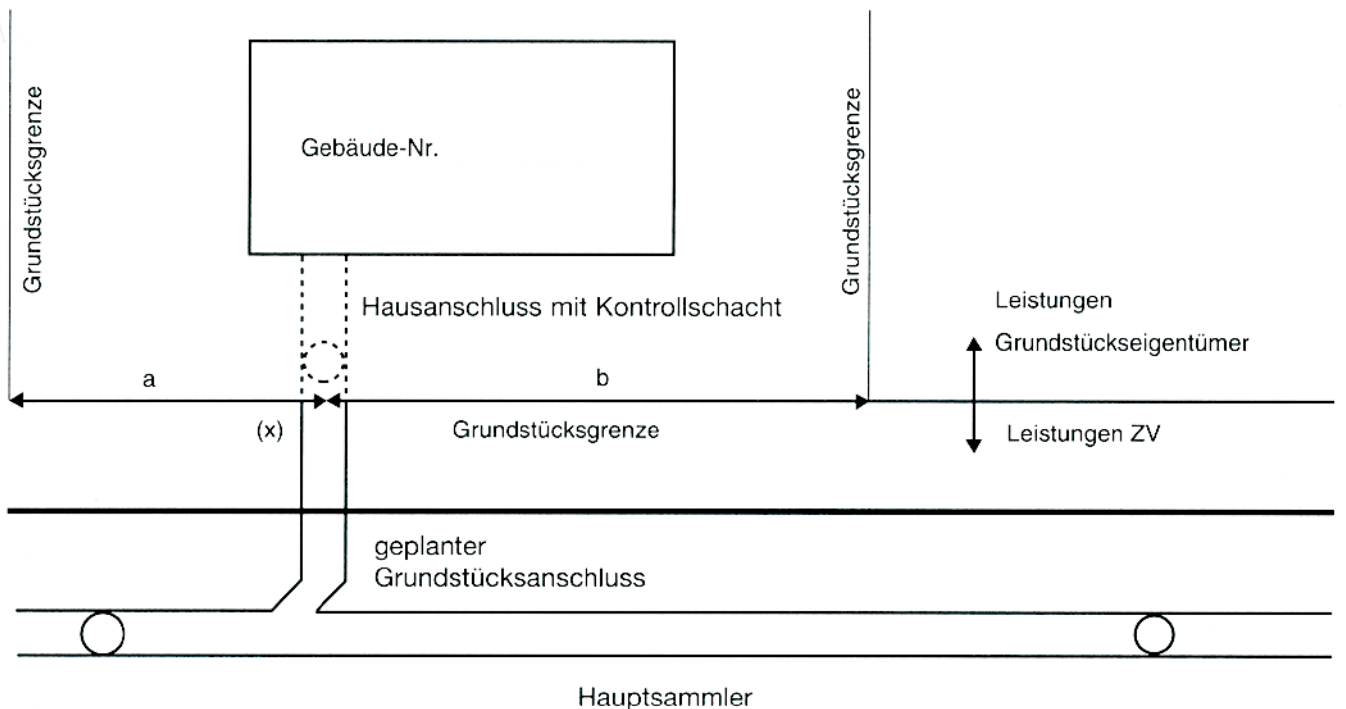 Grundstücksgrenze
Gebäude-Nr.
Grundstücksgrenze
Hausanschluss mit Kontrollschacht
Leistungen
Grundstückseigentümer
a
b
(x)
Grundstücksgrenze
Leistungen ZV
geplanter
Grundstücksanschluss
Hauptsammler